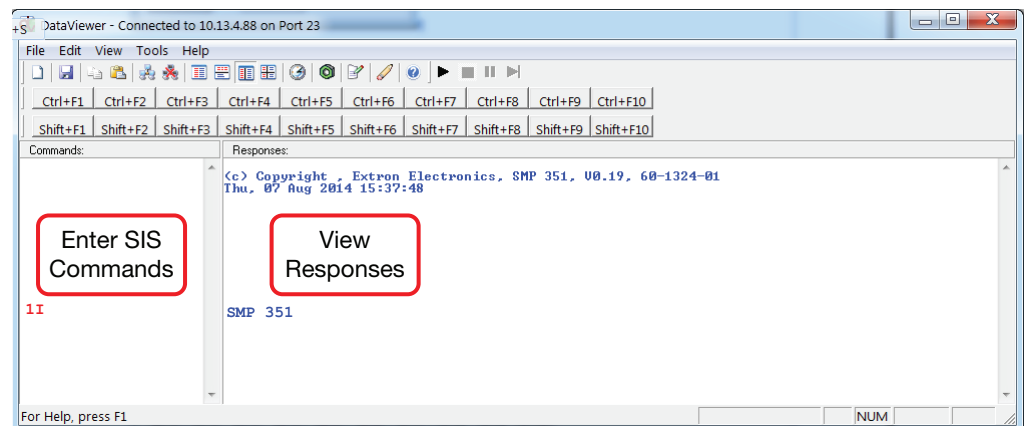 +S DataViewer - Connected to 10.13.4.88 on Port 23
File Edit View Tools Help
Ctrl+F1 Ctrl+F2 Ctrl+F3 Ctrl+F4 Ctrl+F5 Ctrl+F6 Ctrl+F7 Ctrl+F8 Ctrl+F9 Ctrl+F10
Shift+F1 Shift+F2 Shift+F3 Shift+F4 Shift+F5 Shift+F6 Shift+F7 Shift+F8 Shift+F9 Shift+F10
Commands: Responses:
(c) Copyright , Extron Electronics, SMP 351, V0.19, 60-1324-01
Thu, 07 Aug 2014 15:37:48
Enter SIS
Commands
View
Responses
1I SMP 351
For Help, press F1 NUM